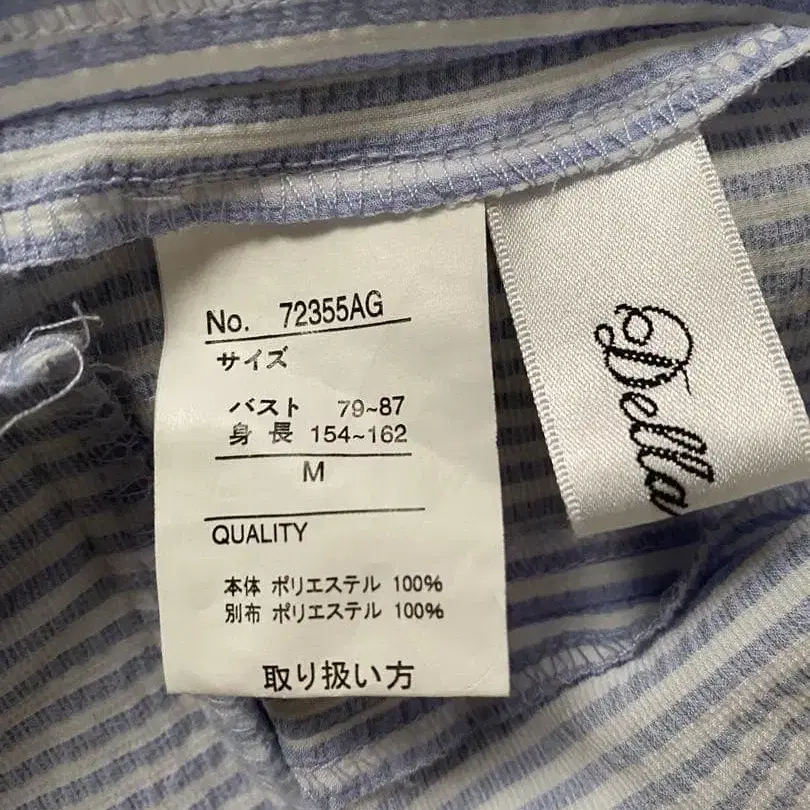 No. 72355AG
サイズ
バスト 79~87
身 長 154~162
M
QUALITY
本体 ポリエステル 100%
別布 ポリエステル 100%
取り扱い方
Della